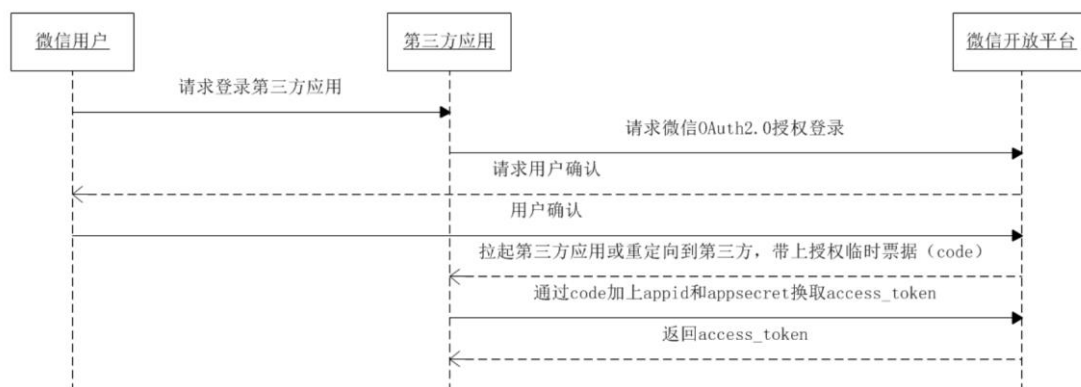 微信用户
第三方应用
微信开放平台
请求登录第三方应用
请求微信OAuth2.0授权登录
请求用户确认
用户确认
拉起第三方应用或重定向到第三方，带上授权临时票据（code）
通过code加上appid和appsecret换取access_token
返回access_token